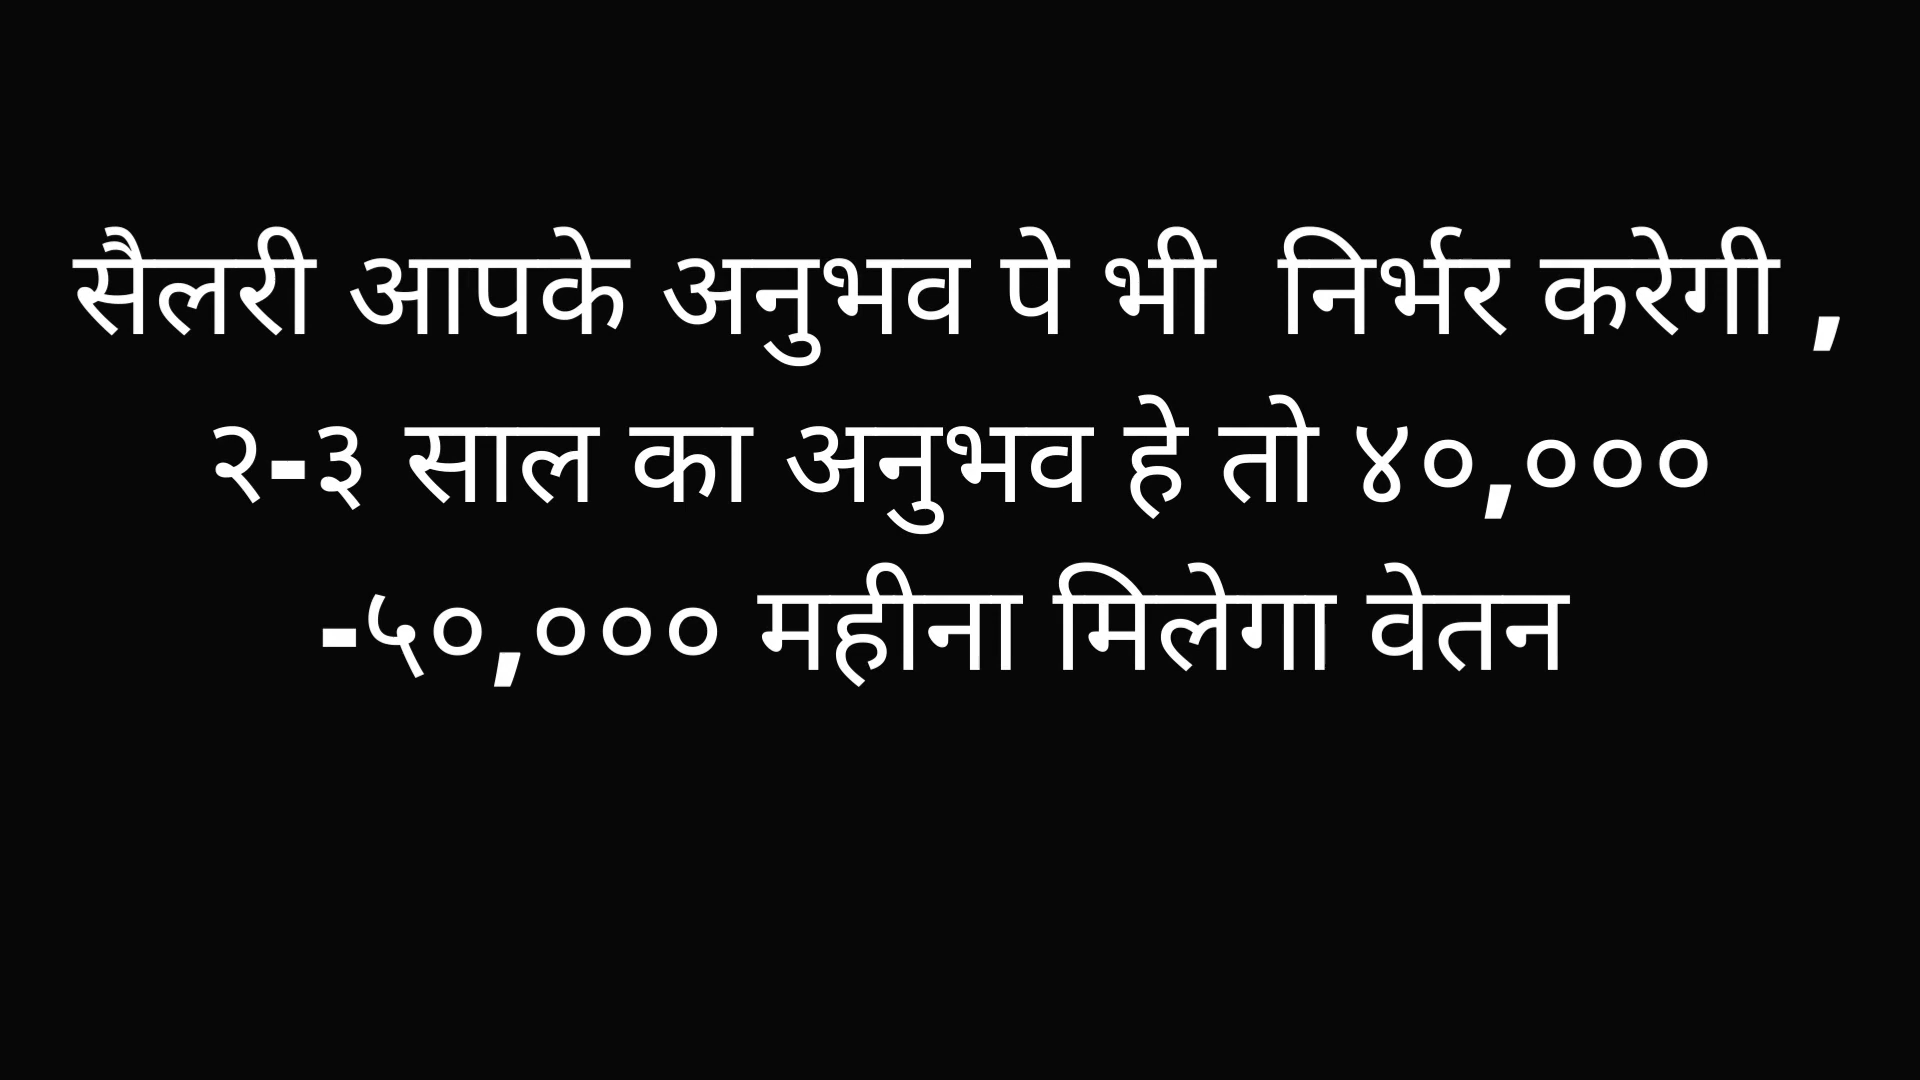 सैलरी आपके अनुभव पे भी  निर्भर करेगी ,
२-३ साल का अनुभव हे तो ४०,०००
-५०,००० महीना मिलेगा वेतन